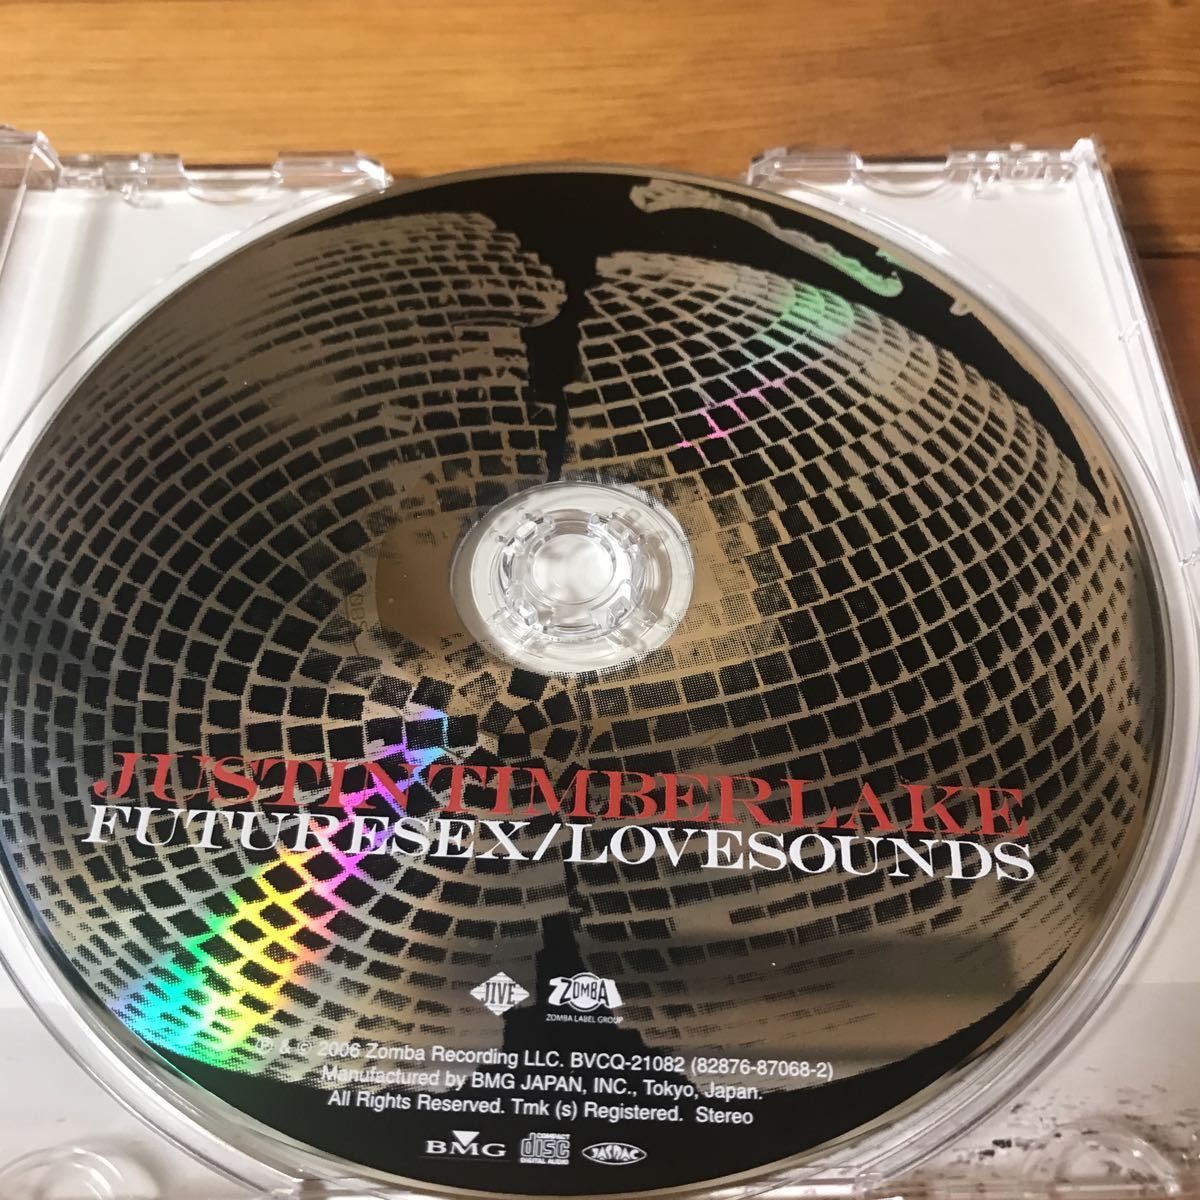 JUSTIN TIMBERLAKE
FUTURESEX/LOVESOUNDS
JIVE
ZOMBA
ZOMBA LABEL GROUP
℗ & © 2006 Zomba Recording LLC. BVCQ-21082 (82876-87068-2)
Manufactured by BMG JAPAN, INC., Tokyo, Japan.
All Rights Reserved. Tmk (s) Registered. Stereo
BMG
COMPACT
disc
DIGITAL AUDIO
JASRAC